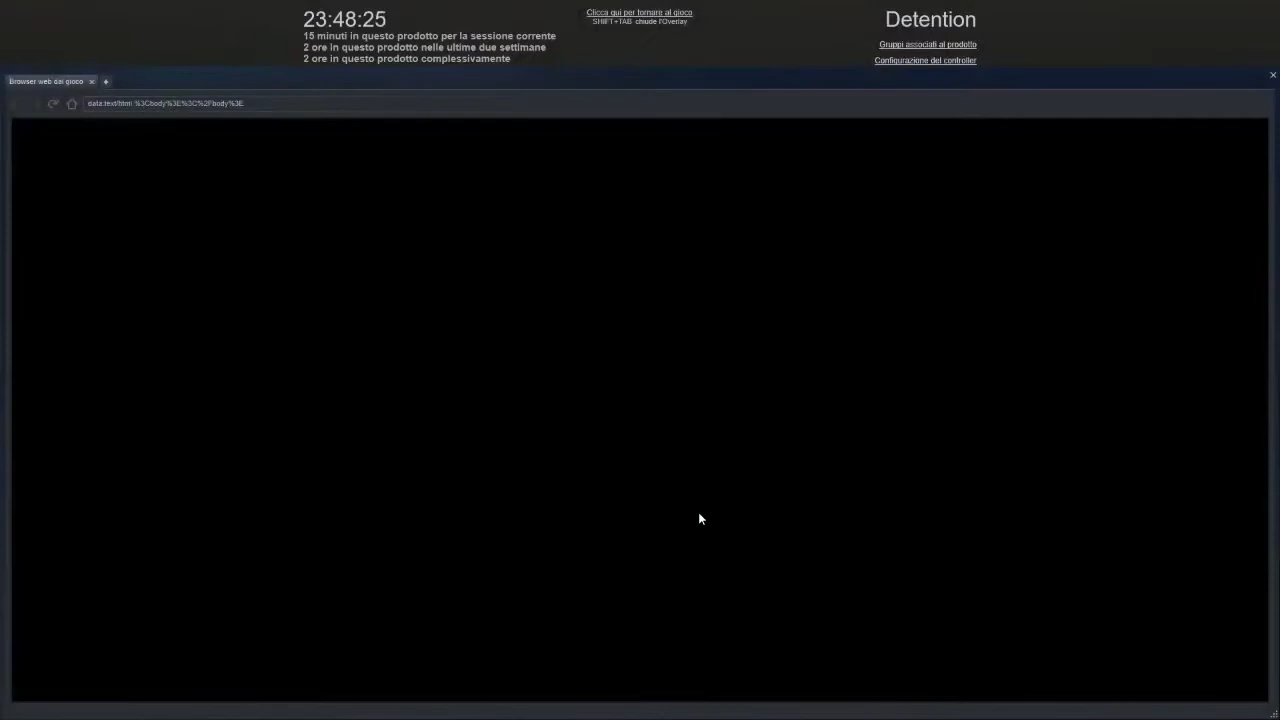 23:48:25
15 minuti in questo prodotto per la sessione corrente
2 ore in questo prodotto nelle ultime due settimane
2 ore in questo prodotto complessivamente
Clicca qui per tornare al gioco
SHIFT+TAB chiude l'Overlay
Detention
Gruppi associati al prodotto
Configurazione del controller
Browser web dal gioco
data:text/html,%3Cbody%3E%3C%2Fbody%3E